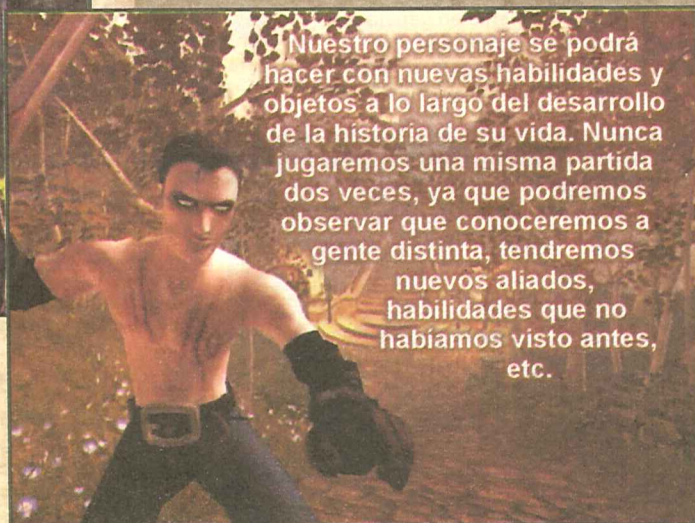 Nuestro personaje se podrá
hacer con nuevas habilidades y
objetos a lo largo del desarrollo
de la historia de su vida. Nunca
jugaremos una misma partida
dos veces, ya que podremos
observar que conoceremos a
gente distinta, tendremos
nuevos aliados,
habilidades que no
habíamos visto antes,
etc.